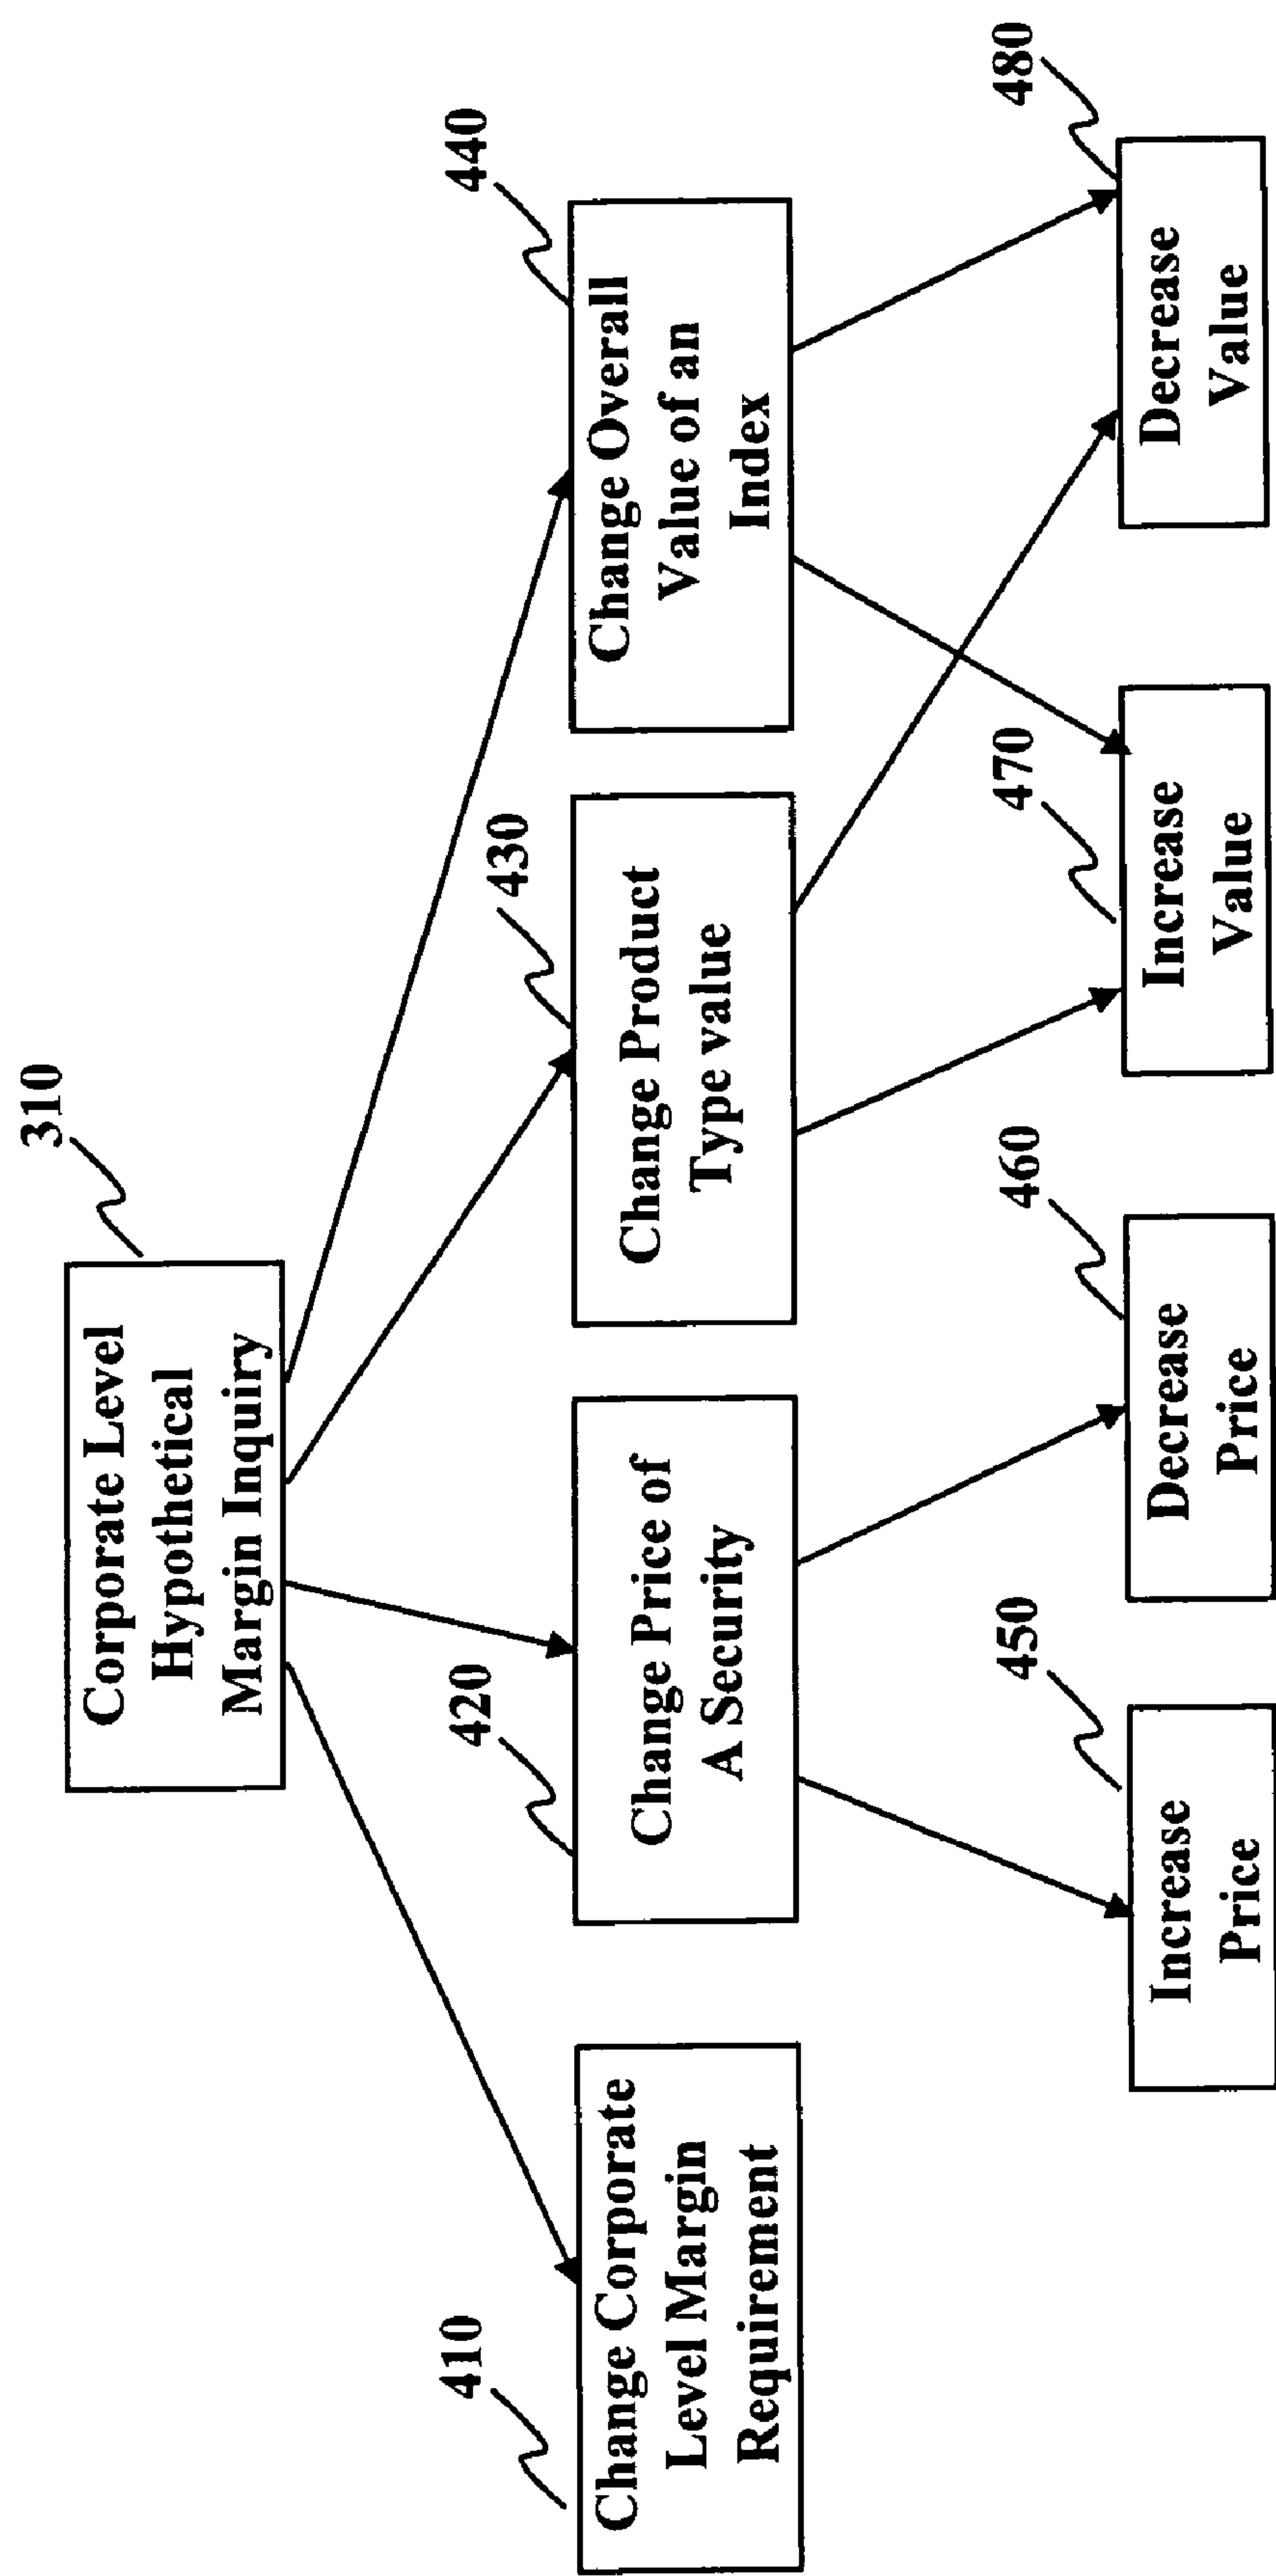 310
Corporate Level
Hypothetical
Margin Inquiry
410
Change Corporate
Level Margin
Requirement
420
Change Price of
A Security
430
Change Product
Type value
440
Change Overall
Value of an
Index
450
Increase
Price
460
Decrease
Price
470
Increase
Value
480
Decrease
Value